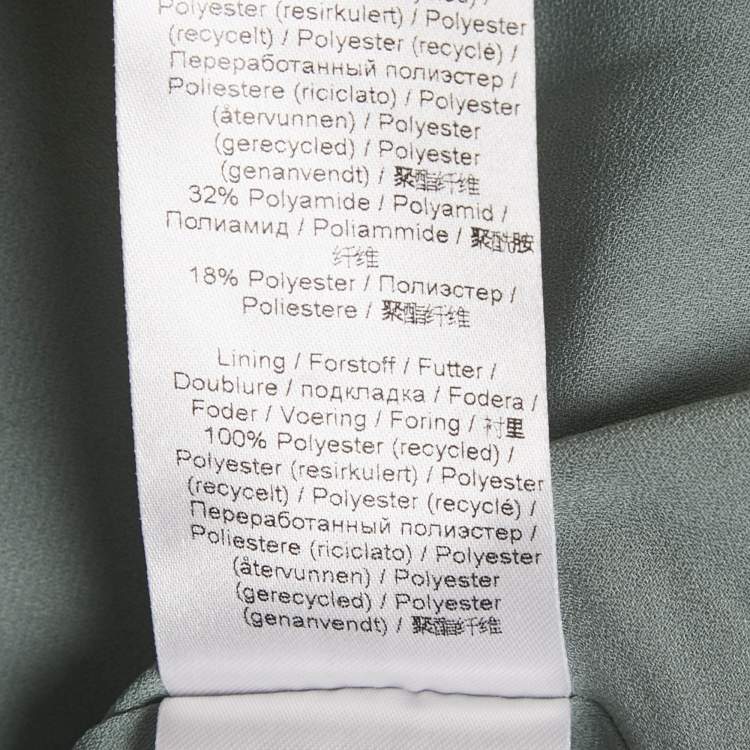 Polyester (resirkulert) / Polyester
(recycelt) / Polyester (recyclé) /
Переработанный полиэстер /
Poliestere (riciclato) / Polyester
(återvunnen) / Polyester
(gerecycled) / Polyester
(genanvendt) / 聚酯纤维
32% Polyamide / Polyamid /
Полиамид / Poliammide / 聚酰胺
纤维
18% Polyester / Полиэстер /
Poliestere / 聚酯纤维
Lining / Forstoff / Futter /
Doublure / подкладка / Fodera /
Foder / Voering / Foring / 衬里
100% Polyester (recycled) /
Polyester (resirkulert) / Polyester
(recycelt) / Polyester (recyclé) /
Переработанный полиэстер /
Poliestere (riciclato) / Polyester
(återvunnen) / Polyester
(gerecycled) / Polyester
(genanvendt) / 聚酯纤维